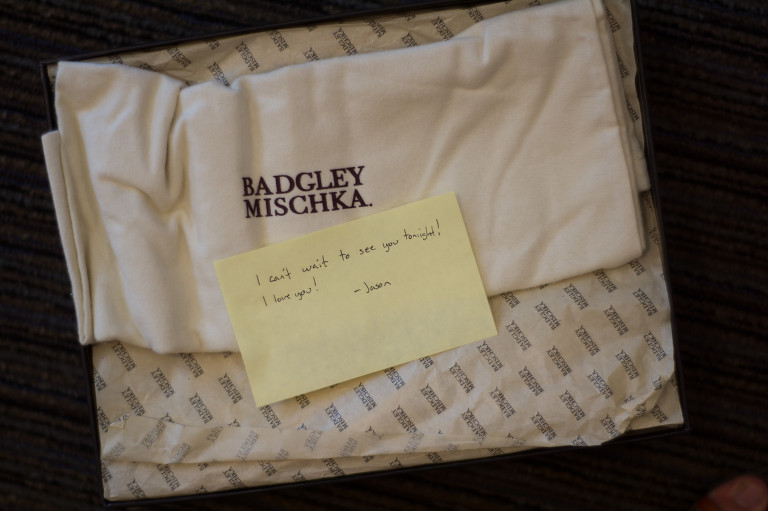 BADGLEY
MISCHKA.
I can't wait to see you tonight!
I love you! -Jason